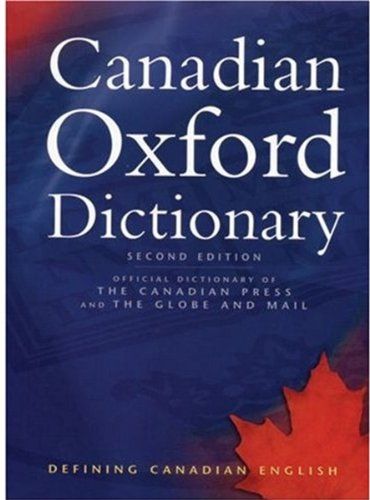 Canadian
Oxford
Dictionary
SECOND EDITION
OFFICIAL DICTIONARY OF
THE CANADIAN PRESS
AND THE GLOBE AND MAIL
DEFINING CANADIAN ENGLISH